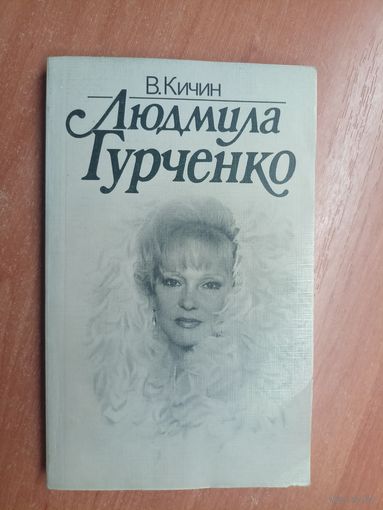 В.Кичин
Людмила
Гурченко